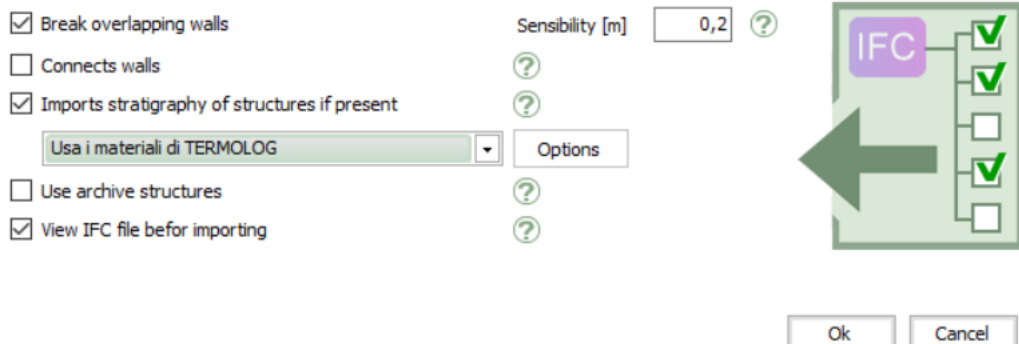 Break overlapping walls Sensibility [m] 0,2 ?
Connects walls ?
Imports stratigraphy of structures if present ?
Usa i materiali di TERMOLOG Options
Use archive structures ?
View IFC file befor importing ?
IFC
Ok Cancel